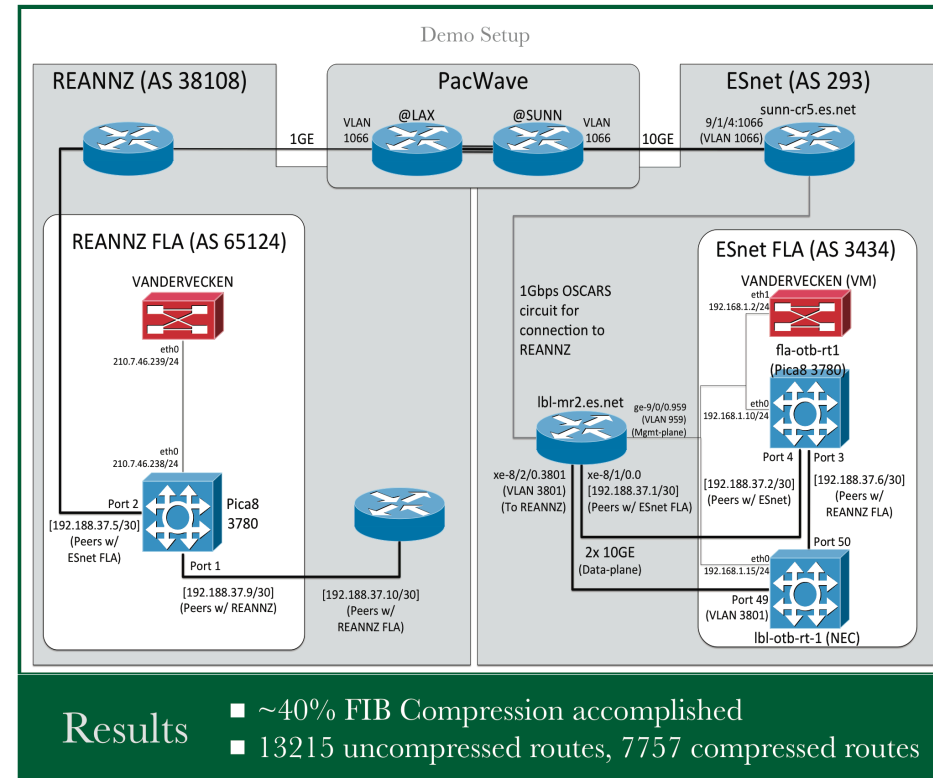 Demo Setup
REANNZ (AS 38108)
PacWave
ESnet (AS 293)
sunn-cr5.es.net
@LAX
@SUNN
VLAN
1066
VLAN
1066
9/1/4:1066
(VLAN 1066)
1GE
10GE
REANNZ FLA (AS 65124)
VANDERVECKEN
eth0
210.7.46.239/24
eth0
210.7.46.238/24
Port 2
Pica8
3780
[192.188.37.5/30]
(Peers w/
ESnet FLA)
Port 1
[192.188.37.9/30]
(Peers w/ REANNZ)
[192.188.37.10/30]
(Peers w/
REANNZ FLA)
1Gbps OSCARS
circuit for
connection to
REANNZ
lbl-mr2.es.net
ge-9/0/0.959
(VLAN 959)
(Mgmt-plane)
xe-8/2/0.3801
(VLAN 3801)
(To REANNZ)
xe-8/1/0.0
[192.188.37.1/30]
(Peers w/ ESnet FLA)
2x 10GE
(Data-plane)
ESnet FLA (AS 3434)
VANDERVECKEN (VM)
eth1
192.168.1.2/24
fla-otb-rt1
(Pica8 3780)
eth0
192.168.1.10/24
Port 4
Port 3
[192.188.37.2/30]
(Peers w/ ESnet)
[192.188.37.6/30]
(Peers w/
REANNZ FLA)
Port 50
eth0
192.168.1.15/24
Port 49
(VLAN 3801)
lbl-otb-rt-1 (NEC)
Results
■ ~40% FIB Compression accomplished
■ 13215 uncompressed routes, 7757 compressed routes